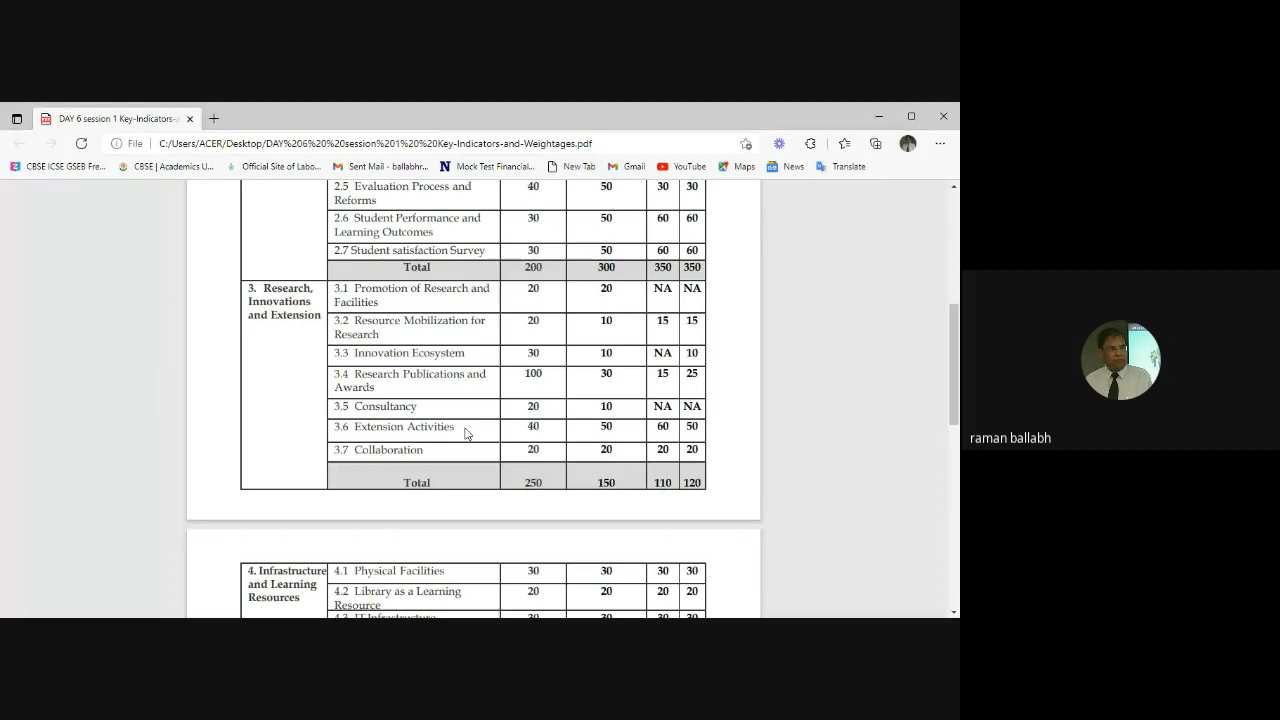 DAY 6 session 1 Key-Indicators-a
File C:/Users/ACER/Desktop/DAY%206%20%20session%201%20%20Key-Indicators-and-Weightages.pdf
CBSE ICSE GSEB Fre... CBSE | Academics U... Official Site of Labo... Sent Mail - ballabhr... Mock Test Financial... New Tab Gmail YouTube Maps News Translate
2.5 Evaluation Process and 40 50 30 30
Reforms
2.6 Student Performance and 30 50 60 60
Learning Outcomes
2.7 Student satisfaction Survey 30 50 60 60
Total 200 300 350 350
3. Research, 3.1 Promotion of Research and 20 20 NA NA
Innovations Facilities
and Extension 3.2 Resource Mobilization for 20 10 15 15
Research
3.3 Innovation Ecosystem 30 10 NA 10
3.4 Research Publications and 100 30 15 25
Awards
3.5 Consultancy 20 10 NA NA
3.6 Extension Activities 40 50 60 50
3.7 Collaboration 20 20 20 20
Total 250 150 110 120
4. Infrastructure 4.1 Physical Facilities 30 30 30 30
and Learning 4.2 Library as a Learning 20 20 20 20
Resources Resource
4.3 IT Infrastructure 30 30 30 30
raman ballabh